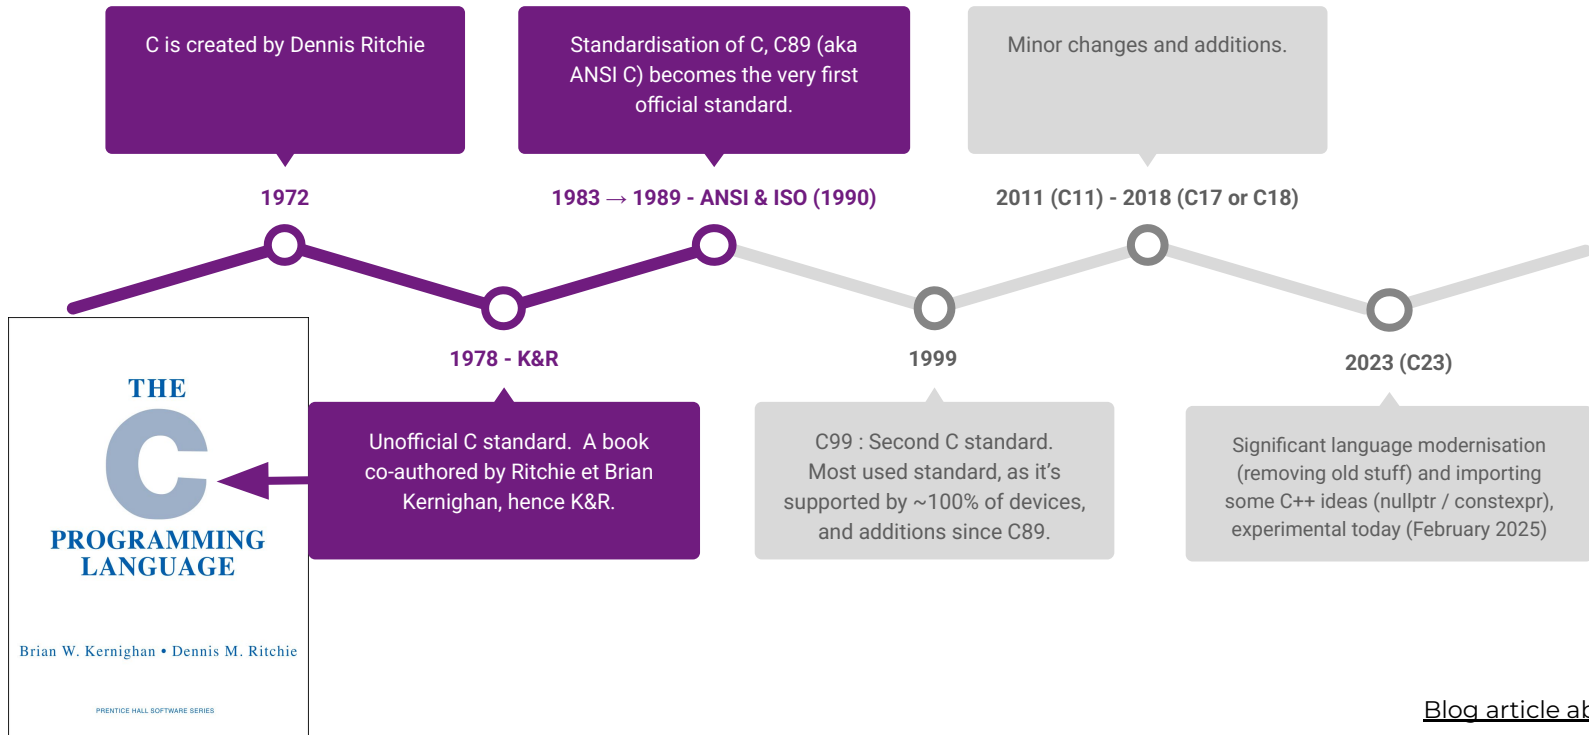 C is created by Dennis Ritchie
Standardisation of C, C89 (aka
ANSI C) becomes the very first
official standard.
Minor changes and additions.
1972
1983 → 1989 - ANSI & ISO (1990)
2011 (C11) - 2018 (C17 or C18)
1978 - K&R
1999
2023 (C23)
THE
C
PROGRAMMING
LANGUAGE
Brian W. Kernighan • Dennis M. Ritchie
PRENTICE HALL SOFTWARE SERIES
Unofficial C standard. A book
co-authored by Ritchie et Brian
Kernighan, hence K&R.
C99 : Second C standard.
Most used standard, as it's
supported by ~100% of devices,
and additions since C89.
Significant language modernisation
(removing old stuff) and importing
some C++ ideas (nullptr / constexpr),
experimental today (February 2025)
Blog article